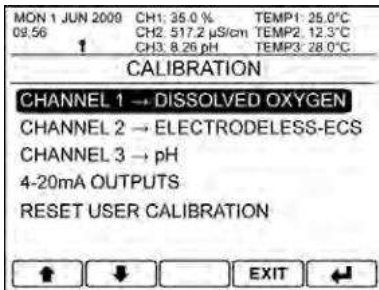 MON 1 JUN 2009 CH1: 35.0 % TEMP1: 25.0°C
09:56 CH2: 517.2 µS/cm TEMP2: 12.3°C
CH3: 8.26 pH TEMP3: 28.0°C
CALIBRATION
CHANNEL 1 → DISSOLVED OXYGEN
CHANNEL 2 → ELECTRODELESS-ECS
CHANNEL 3 → pH
4-20mA OUTPUTS
RESET USER CALIBRATION
EXIT